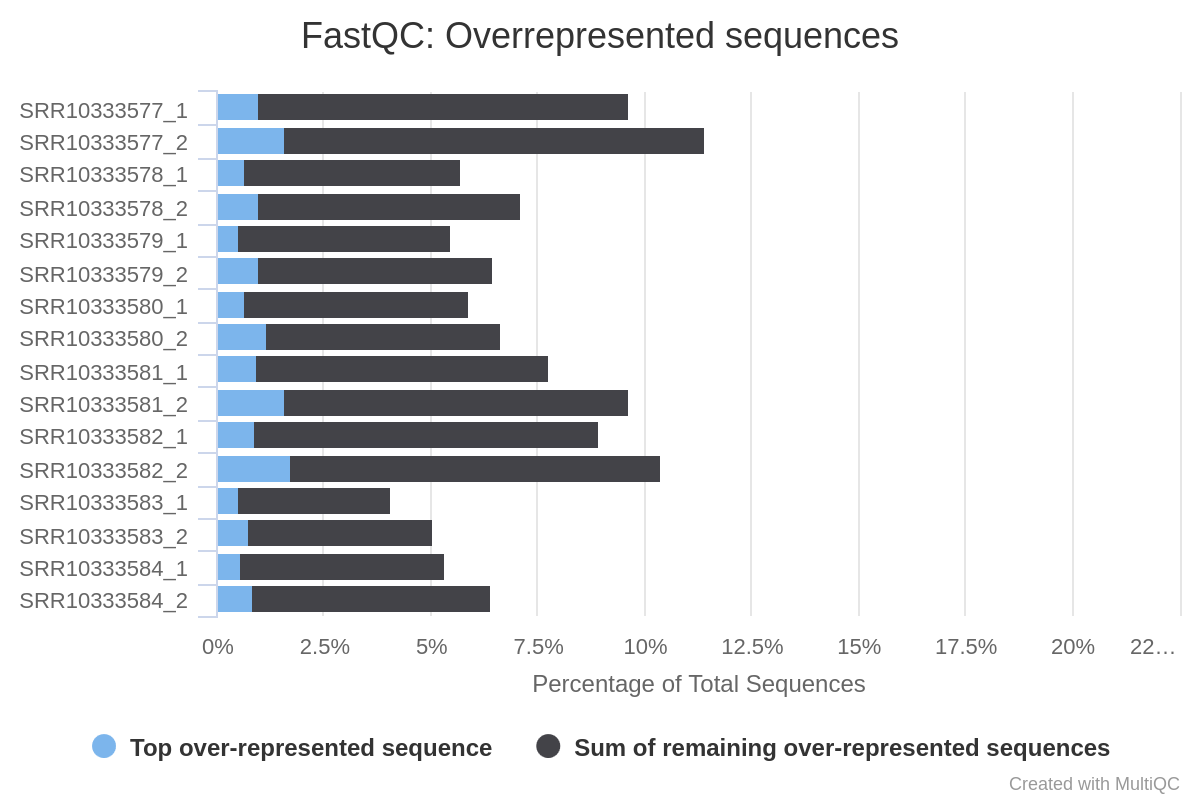 FastQC: Overrepresented sequences
SRR10333577_1
SRR10333577_2
SRR10333578_1
SRR10333578_2
SRR10333579_1
SRR10333579_2
SRR10333580_1
SRR10333580_2
SRR10333581_1
SRR10333581_2
SRR10333582_1
SRR10333582_2
SRR10333583_1
SRR10333583_2
SRR10333584_1
SRR10333584_2
0% 2.5% 5% 7.5% 10% 12.5% 15% 17.5% 20% 22…
Percentage of Total Sequences
Top over-represented sequence Sum of remaining over-represented sequences
Created with MultiQC